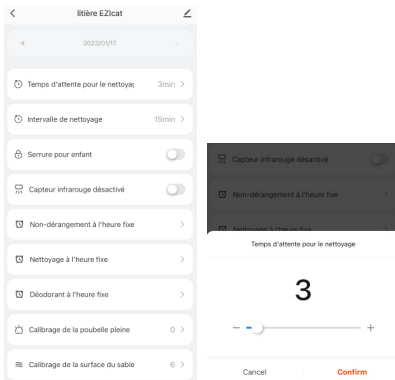 litière EZIcat
2023/01/17
Temps d'attente pour le nettoyag
3min
Intervalle de nettoyage
15min
Serrure pour enfant
Capteur infrarouge désactivé
Non-dérangement à l'heure fixe
Nettoyage à l'heure fixe
Déodorant à l'heure fixe
Calibrage de la poubelle pleine
0
Calibrage de la surface du sable
6
Capteur infrarouge désactivé
Non-dérangement à l'heure fixe
Nettoyage à l'heure fixe
Temps d'attente pour le nettoyage
3
− +
Cancel
Confirm